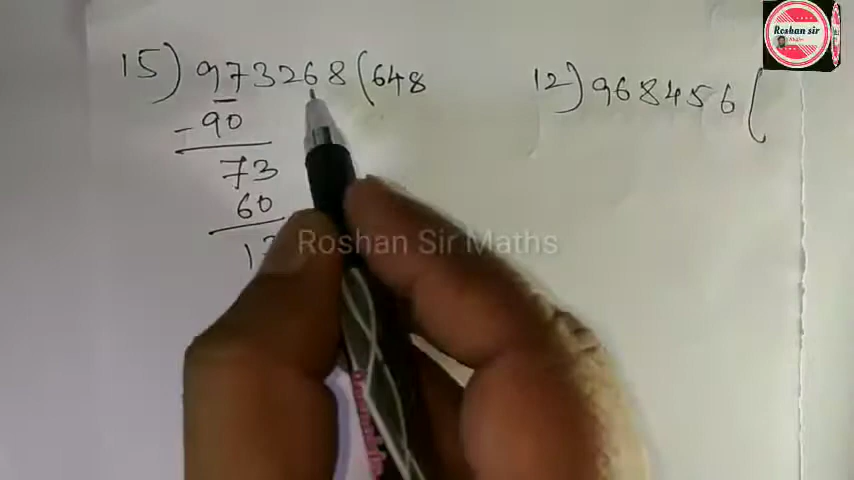 Roshan sir
15) 973268 (648
12) 968456 (
- 90
73
60
Roshan Sir Maths